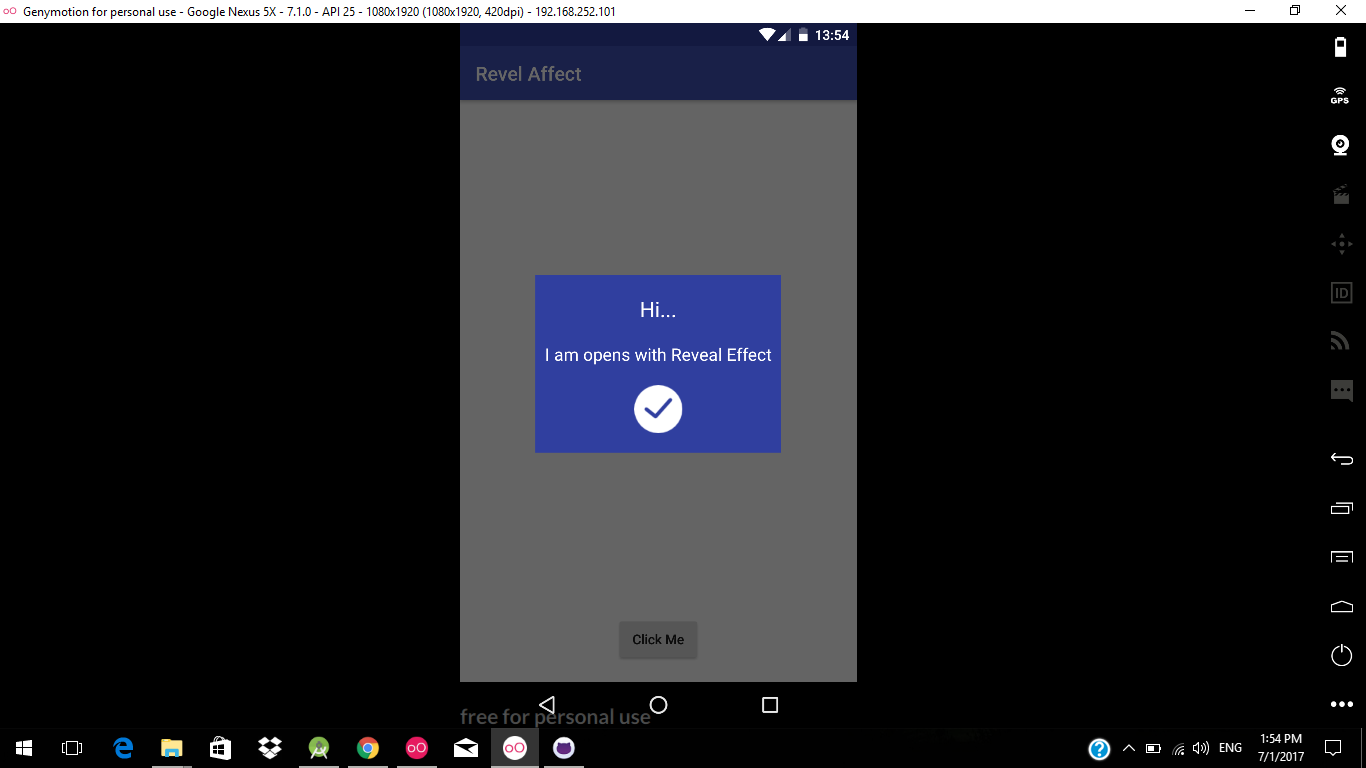 Genymotion for personal use - Google Nexus 5X - 7.1.0 - API 25 - 1080x1920 (1080x1920, 420dpi) - 192.168.252.101
13:54
Revel Affect
GPS
ID
Hi...
I am opens with Reveal Effect
Click Me
free for personal use
ENG
1:54 PM
7/1/2017